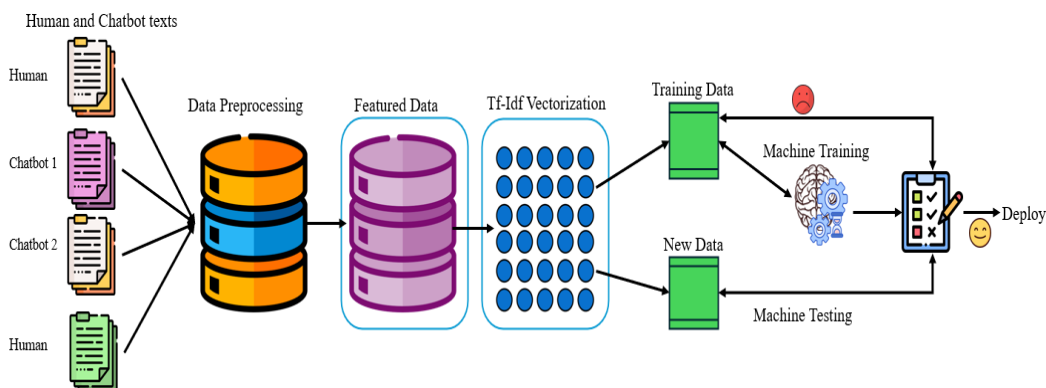 Human and Chatbot texts
Human
Chatbot 1
Chatbot 2
Human
Data Preprocessing
Featured Data
Tf-Idf Vectorization
Training Data
Machine Training
New Data
Machine Testing
Deploy